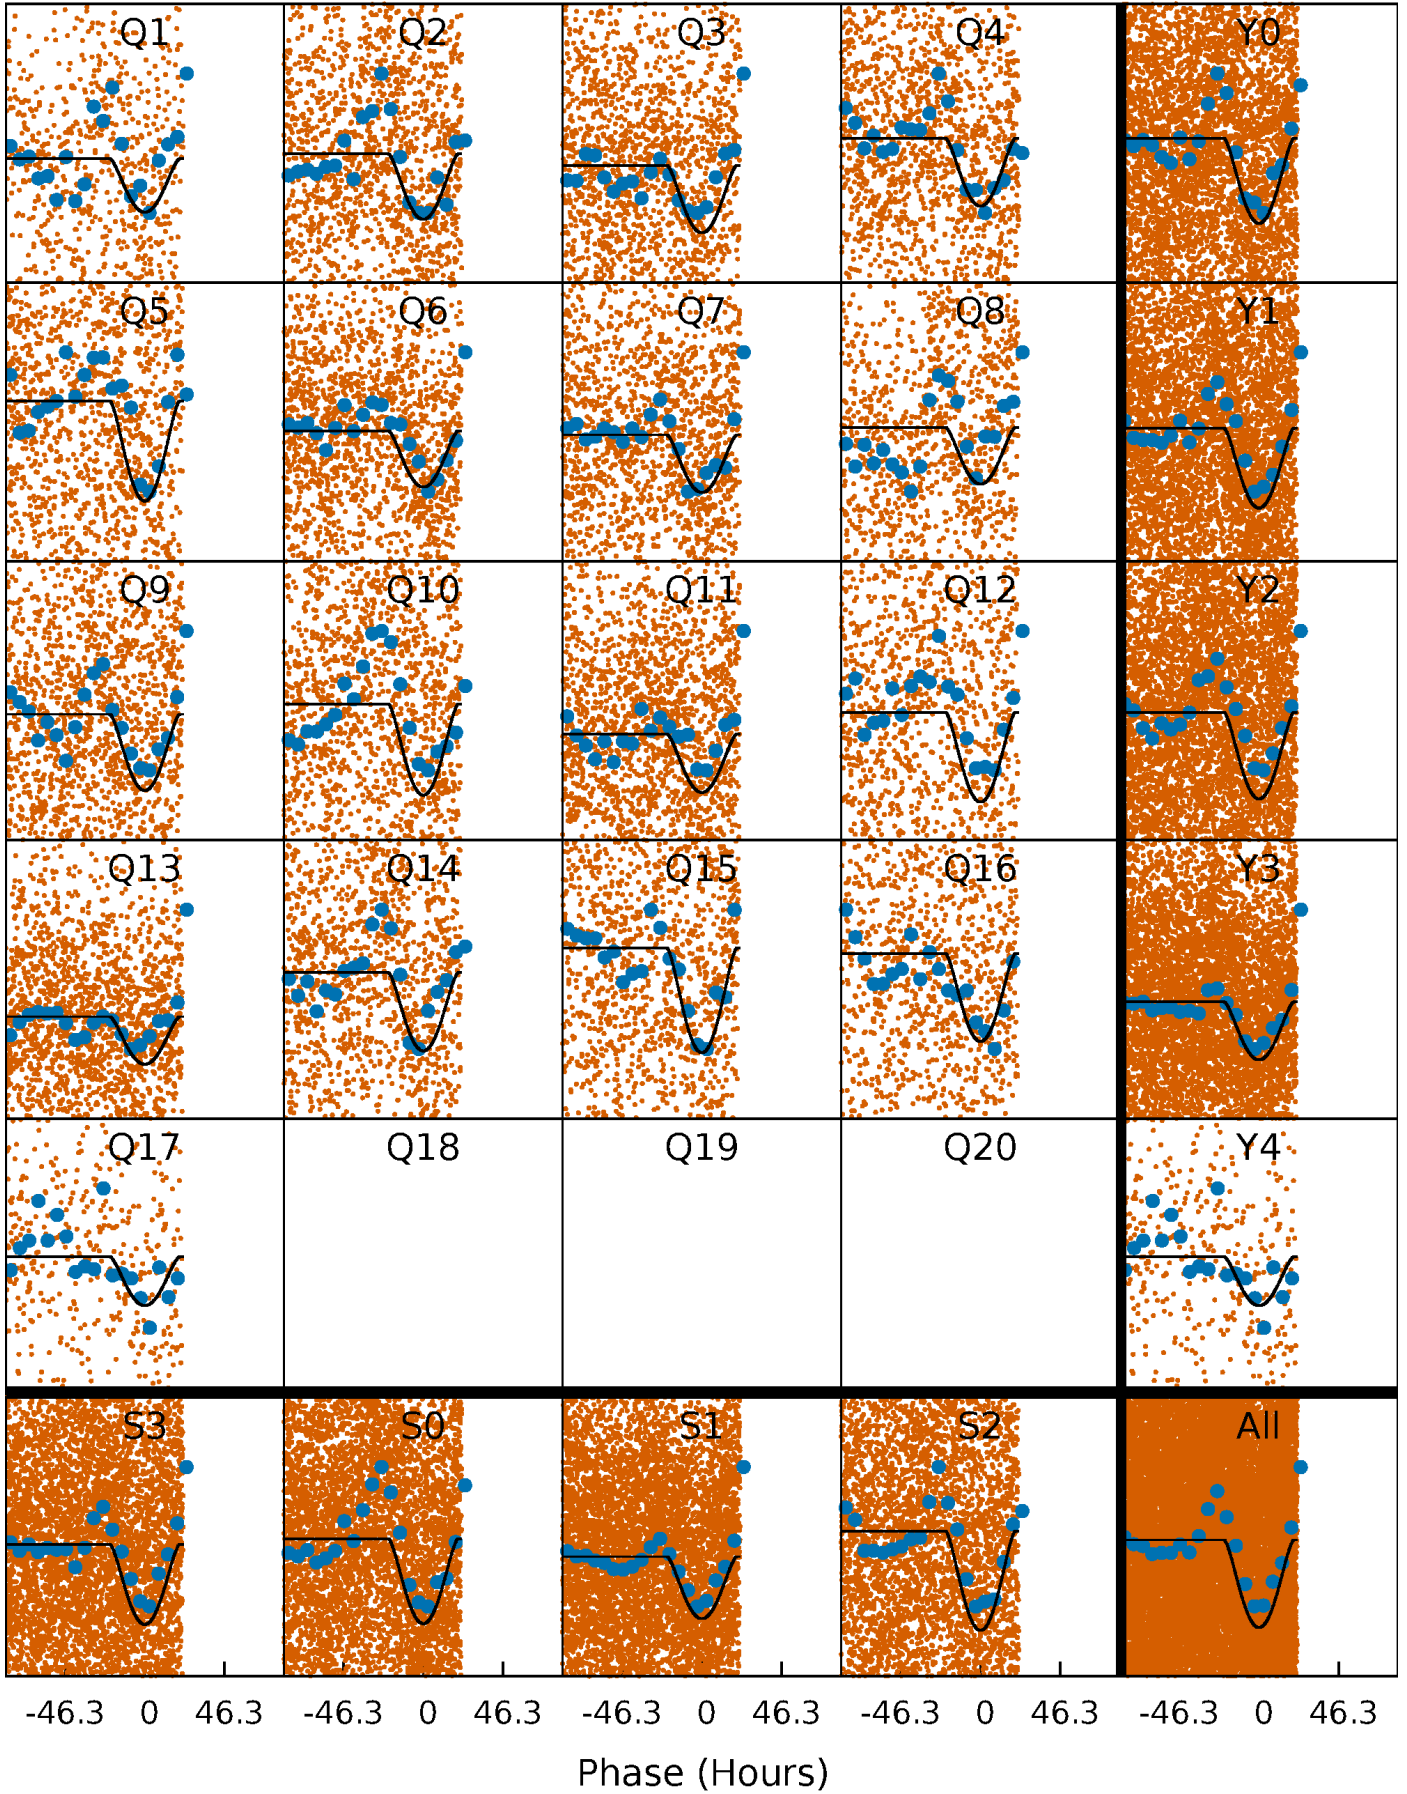 Q1 Q2 Q3 Q4 Y0
Q5 Q6 Q7 Q8 Y1
Q9 Q10 Q11 Q12 Y2
Q13 Q14 Q15 Q16 Y3
Q17 Q18 Q19 Q20 Y4
S3 S0 S1 S2 All
-46.3 0 46.3 -46.3 0 46.3 -46.3 0 46.3 -46.3 0 46.3 -46.3 0 46.3
Phase (Hours)